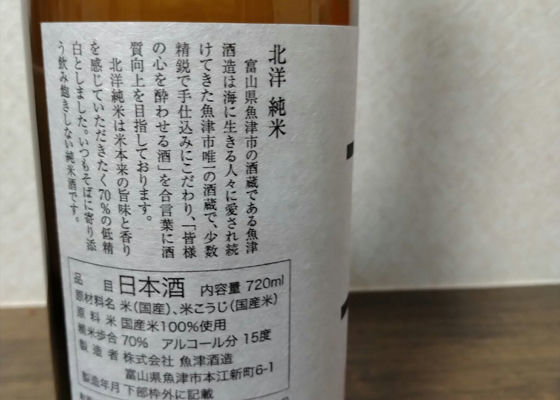 北洋 純米
富山県魚津市の酒蔵である魚津
酒造は海に生きる人々に愛され続
けてきた魚津市唯一の酒蔵で、少数
精鋭で手仕込みにこだわり、「皆様
の心を酔わせる酒」を合言葉に酒
質向上を目指しております。
北洋純米は米本来の旨味と香り
を感じていただきたく70%の低精
白としました。いつもそばに寄り添
う飲み飽きしない純米酒です。
品目 日本酒 内容量 720ml
原材料名 米(国産)、米こうじ(国産米)
原料米 国産米100%使用
精米歩合 70% アルコール分 15度
製造者 株式会社 魚津酒造
富山県魚津市本江新町6-1
製造年月 下部枠外に記載